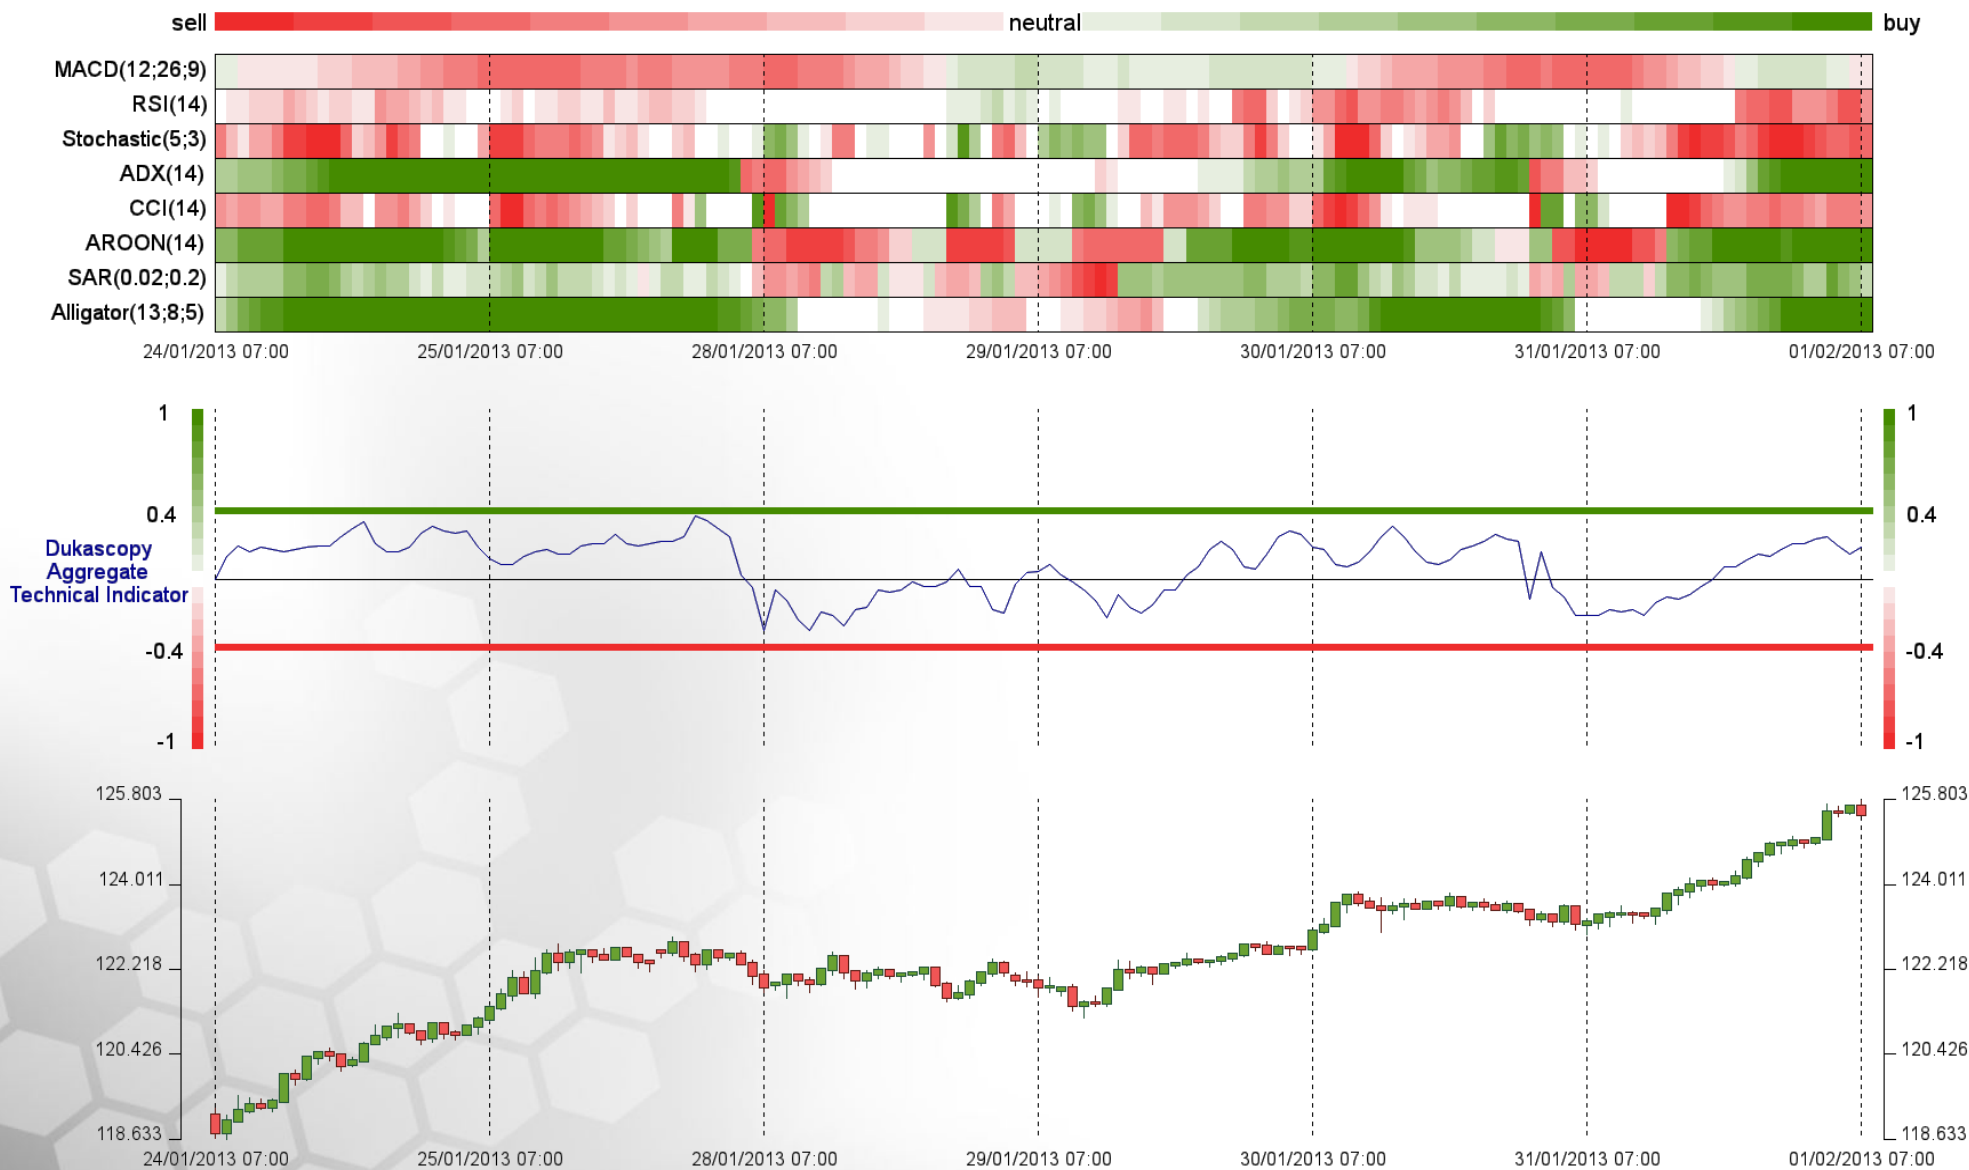 sell neutral buy
MACD(12;26;9)
RSI(14)
Stochastic(5;3)
ADX(14)
CCI(14)
AROON(14)
SAR(0.02;0.2)
Alligator(13;8;5)
24/01/2013 07:00 25/01/2013 07:00 28/01/2013 07:00 29/01/2013 07:00 30/01/2013 07:00 31/01/2013 07:00 01/02/2013 07:00
1 1
0.4 0.4
Dukascopy
Aggregate
Technical Indicator
-0.4 -0.4
-1 -1
125.803 125.803
124.011 124.011
122.218 122.218
120.426 120.426
118.633 118.633
24/01/2013 07:00 25/01/2013 07:00 28/01/2013 07:00 29/01/2013 07:00 30/01/2013 07:00 31/01/2013 07:00 01/02/2013 07:00